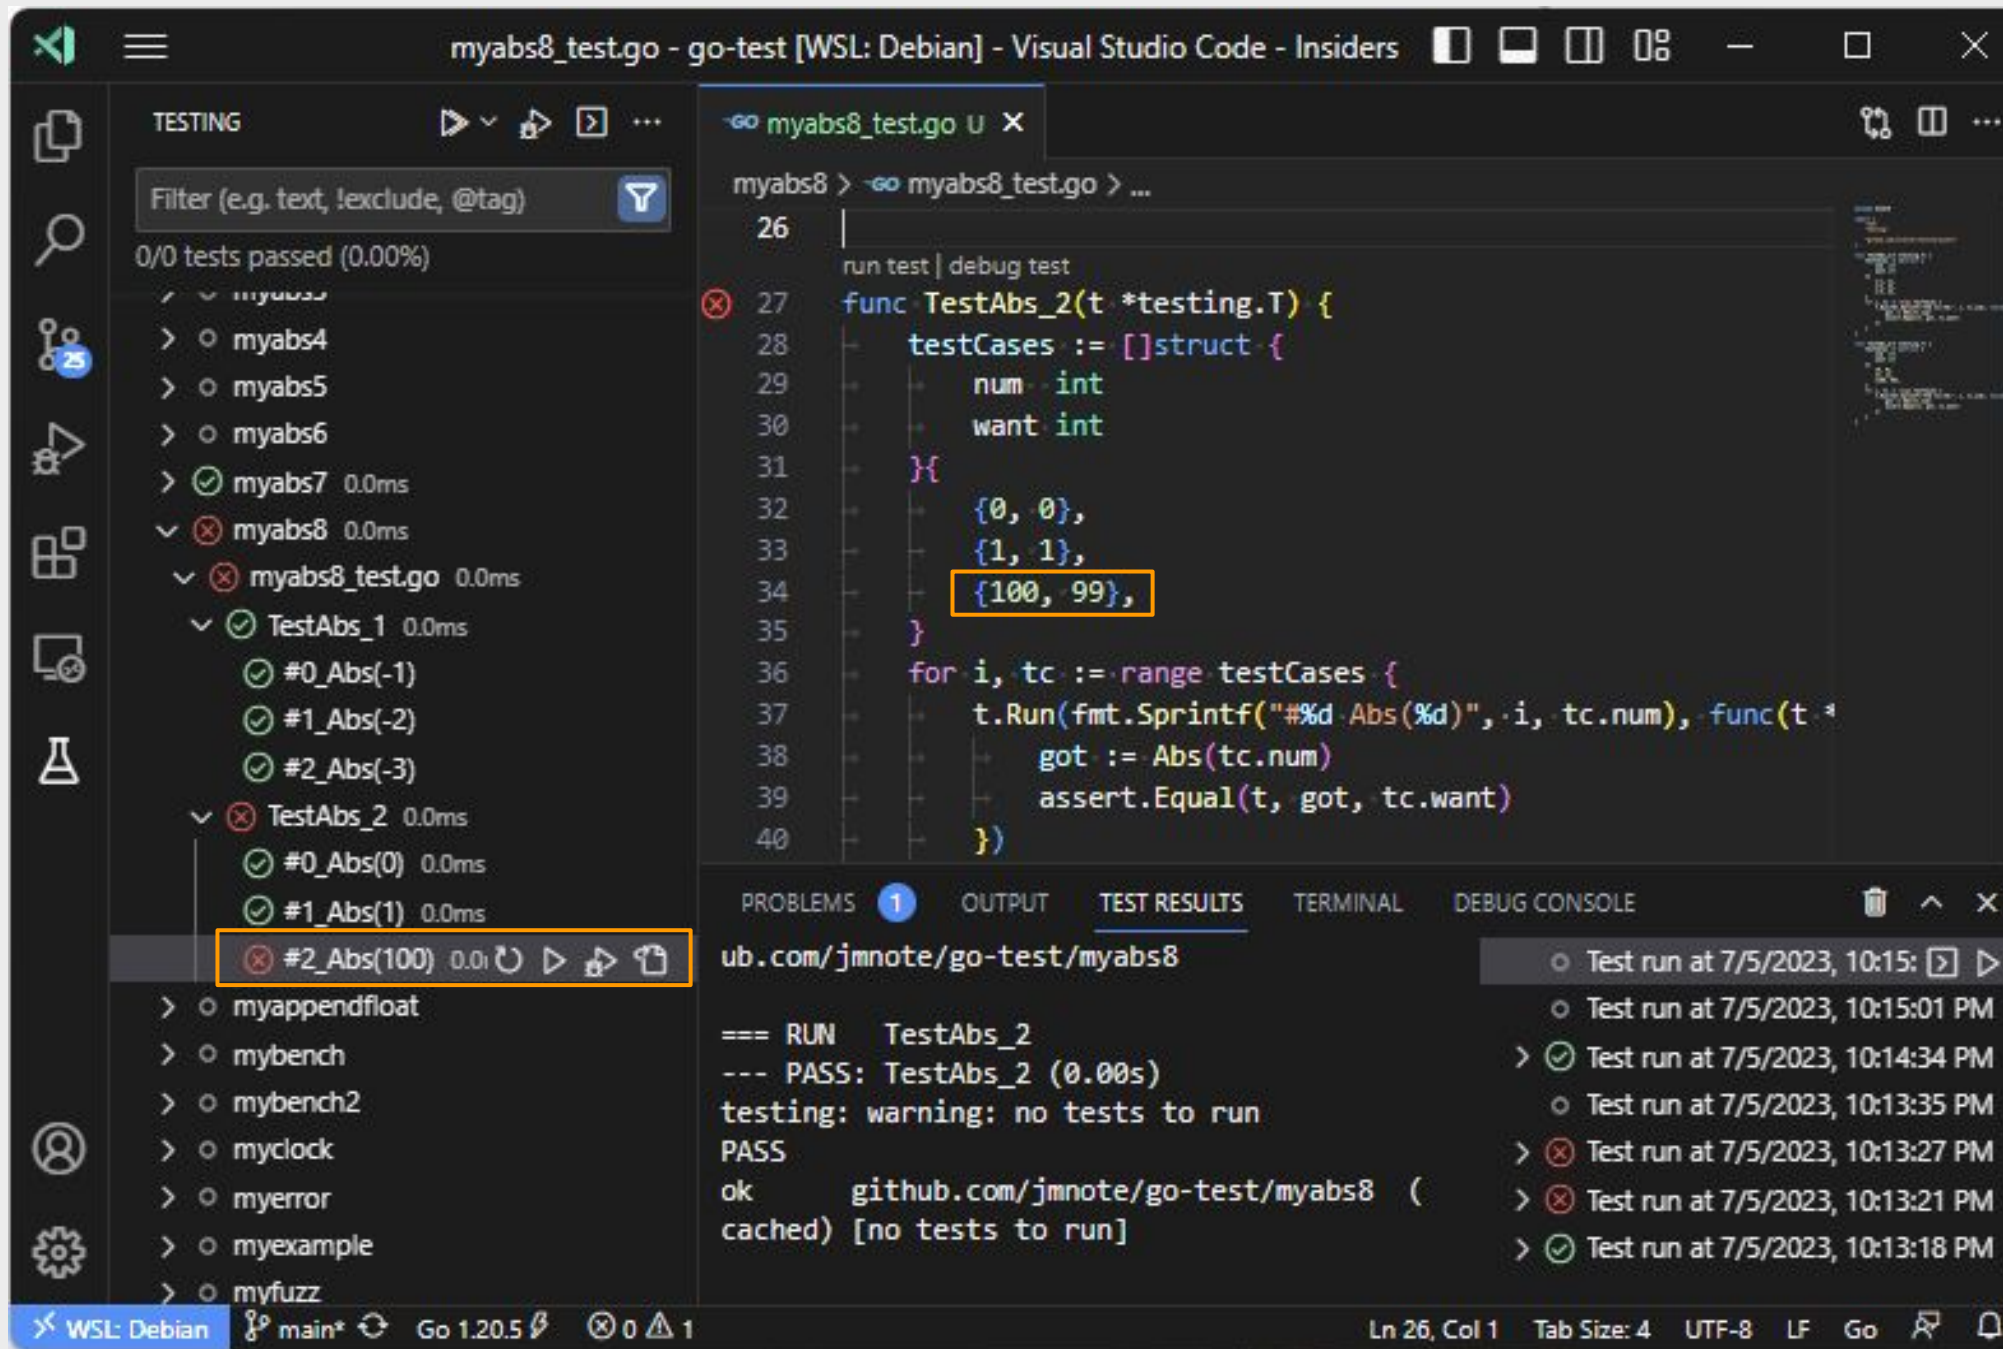 myabs8_test.go - go-test [WSL: Debian] - Visual Studio Code - Insiders
TESTING
Filter (e.g. text, !exclude, @tag)
0/0 tests passed (0.00%)
myabs4
myabs5
myabs6
myabs7 0.0ms
myabs8 0.0ms
myabs8_test.go 0.0ms
TestAbs_1 0.0ms
#0_Abs(-1)
#1_Abs(-2)
#2_Abs(-3)
TestAbs_2 0.0ms
#0_Abs(0) 0.0ms
#1_Abs(1) 0.0ms
#2_Abs(100) 0.0
myappendfloat
mybench
mybench2
myclock
myerror
myexample
myfuzz
25
GO myabs8_test.go U
myabs8 > GO myabs8_test.go > ...
26
run test | debug test
27 func TestAbs_2(t *testing.T) {
28 testCases := []struct {
29 num int
30 want int
31 }{
32 {0, 0},
33 {1, 1},
34 {100, 99},
35 }
36 for i, tc := range testCases {
37 t.Run(fmt.Sprintf("#%d Abs(%d)", i, tc.num), func(t *
38 got := Abs(tc.num)
39 assert.Equal(t, got, tc.want)
40 })
PROBLEMS 1 OUTPUT TEST RESULTS TERMINAL DEBUG CONSOLE
ub.com/jmnote/go-test/myabs8
=== RUN TestAbs_2
--- PASS: TestAbs_2 (0.00s)
testing: warning: no tests to run
PASS
ok github.com/jmnote/go-test/myabs8 (
cached) [no tests to run]
Test run at 7/5/2023, 10:15:
Test run at 7/5/2023, 10:15:01 PM
Test run at 7/5/2023, 10:14:34 PM
Test run at 7/5/2023, 10:13:35 PM
Test run at 7/5/2023, 10:13:27 PM
Test run at 7/5/2023, 10:13:21 PM
Test run at 7/5/2023, 10:13:18 PM
WSL: Debian main* Go 1.20.5 0 1 Ln 26, Col 1 Tab Size: 4 UTF-8 LF Go